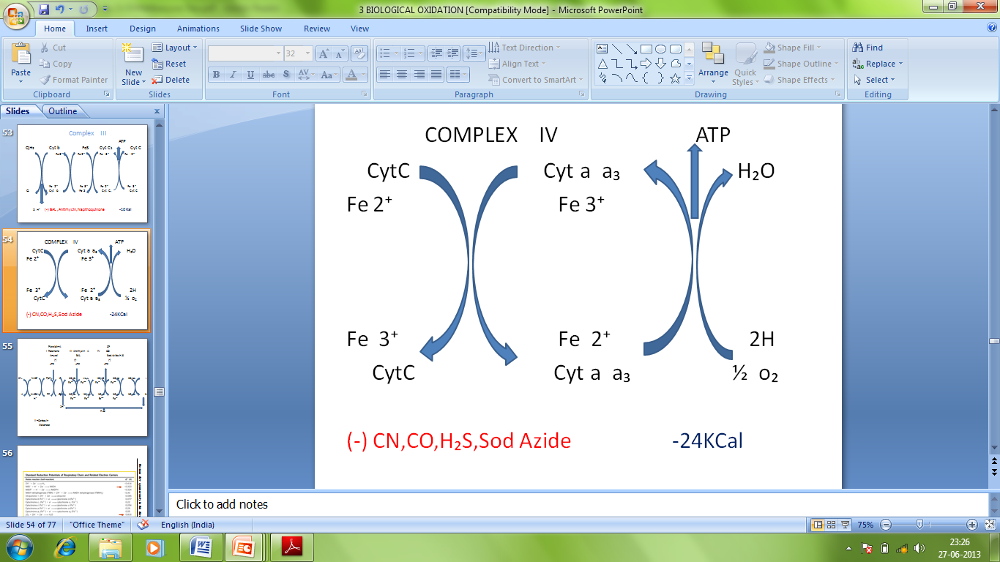 3 BIOLOGICAL OXIDATION [Compatibility Mode] - Microsoft PowerPoint
Home Insert Design Animations Slide Show Review View
Paste
Cut
Copy
Format Painter
Clipboard
New Slide
Layout
Reset
Delete
Slides
32
B I U abc S AV Aa A
Font
Text Direction
Align Text
Convert to SmartArt
Paragraph
Arrange
Quick Styles
Shape Fill
Shape Outline
Shape Effects
Drawing
Find
Replace
Select
Editing
Slides Outline x
53
Complex III
ATP
(-) BAL, Antimycin, Napthoquinone
54
COMPLEX IV ATP
CytC Cyt a a₃ H₂O
Fe 2⁺ Fe 3⁺
Fe 3⁺ Fe 2⁺ 2H
CytC Cyt a a₃ ½ o₂
(-) CN,CO,H₂S,Sod Azide -24KCal
55
56
Standard Reduction Potentials of Respiratory Chain and Related Electron Carriers
COMPLEX IV ATP
CytC Cyt a a₃ H₂O
Fe 2⁺ Fe 3⁺
Fe 3⁺ Fe 2⁺ 2H
CytC Cyt a a₃ ½ o₂
(-) CN,CO,H₂S,Sod Azide -24KCal
Click to add notes
Slide 54 of 77 "Office Theme" English (India) 75%
23:26
27-06-2013